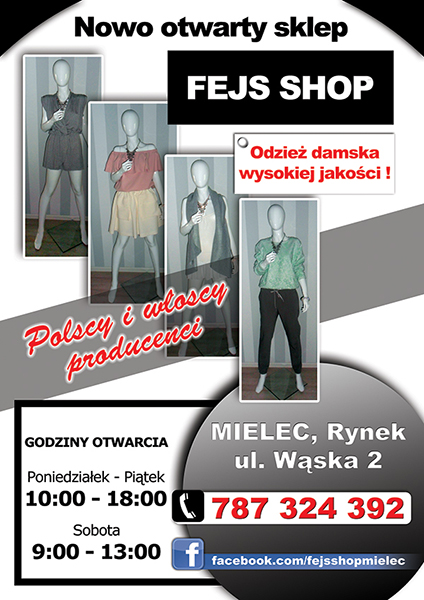 Nowo otwarty sklep
FEJS SHOP
Odzież damska
wysokiej jakości !
Polscy i włoscy
producenci
GODZINY OTWARCIA
Poniedziałek - Piątek
10:00 - 18:00
Sobota
9:00 - 13:00
MIELEC, Rynek
ul. Wąska 2
787 324 392
f facebook.com/fejsshopmielec